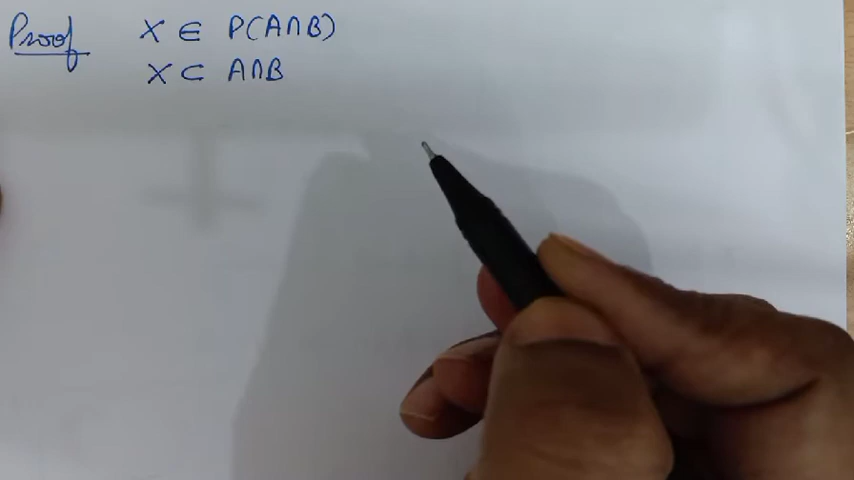 Proof X ∈ P(A∩B)
X ⊂ A∩B